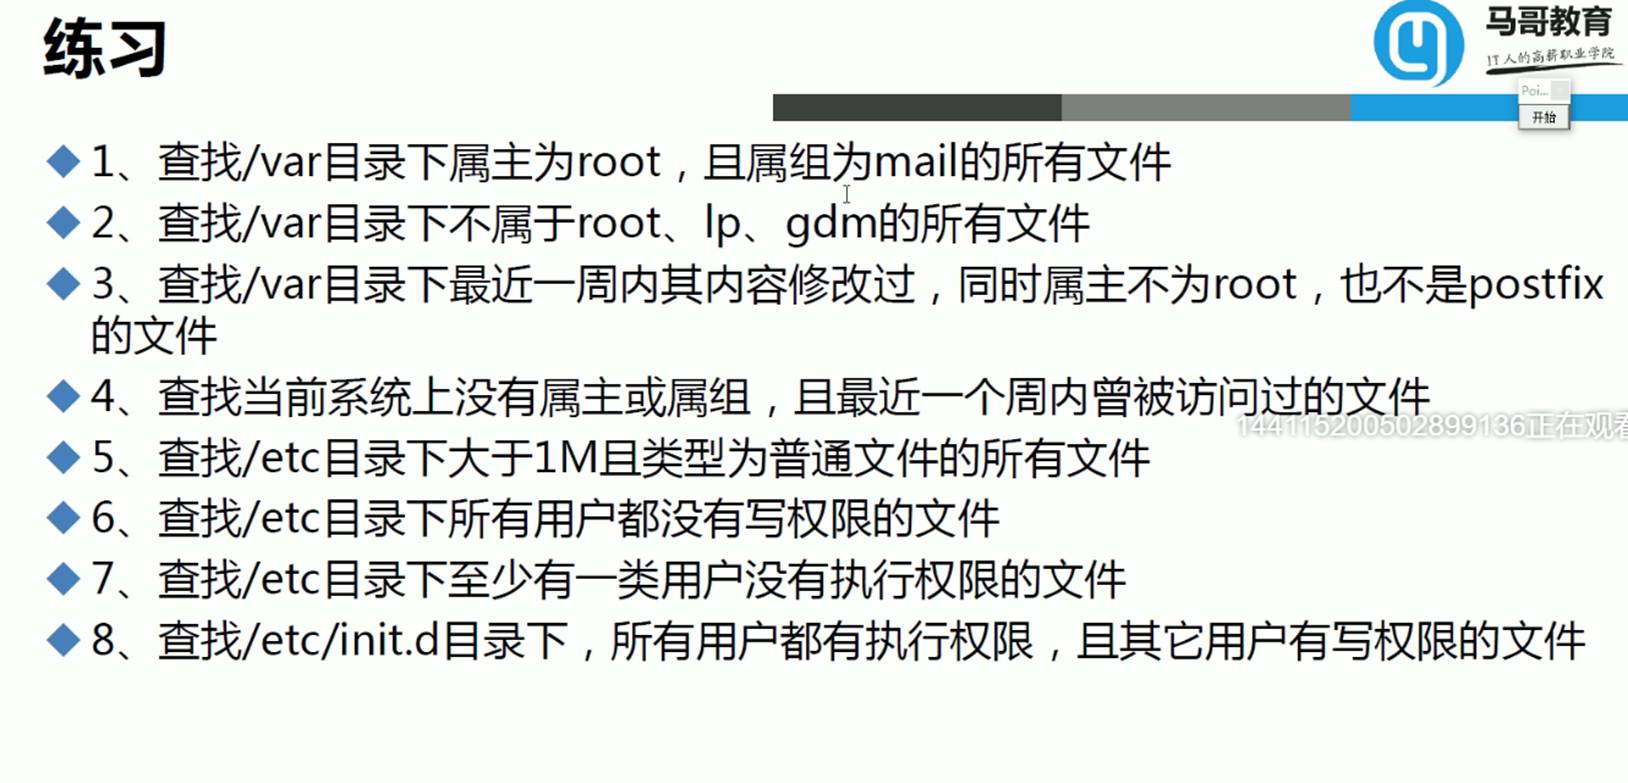 练习
马哥教育
IT人的高薪职业学院
Poi...
开始
1、查找/var目录下属主为root，且属组为mail的所有文件
2、查找/var目录下不属于root、lp、gdm的所有文件
3、查找/var目录下最近一周内其内容修改过，同时属主不为root，也不是postfix
的文件
4、查找当前系统上没有属主或属组，且最近一个周内曾被访问过的文件
144115200502899136正在观看
5、查找/etc目录下大于1M且类型为普通文件的所有文件
6、查找/etc目录下所有用户都没有写权限的文件
7、查找/etc目录下至少有一类用户没有执行权限的文件
8、查找/etc/init.d目录下，所有用户都有执行权限，且其它用户有写权限的文件